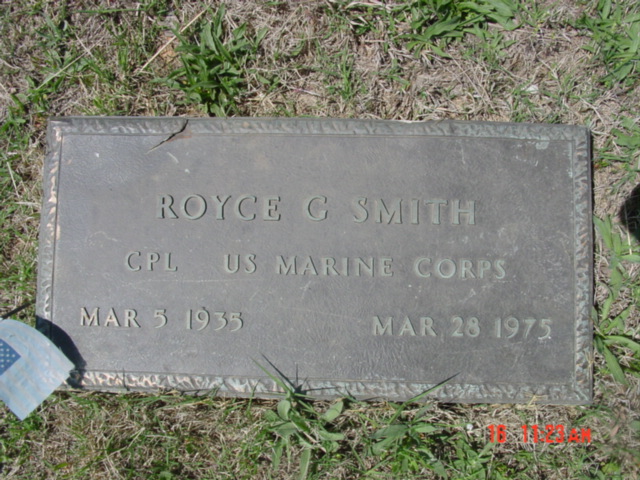 ROYCE G SMITH
CPL US MARINE CORPS
MAR 5 1935 MAR 28 1975
16 11:23AM